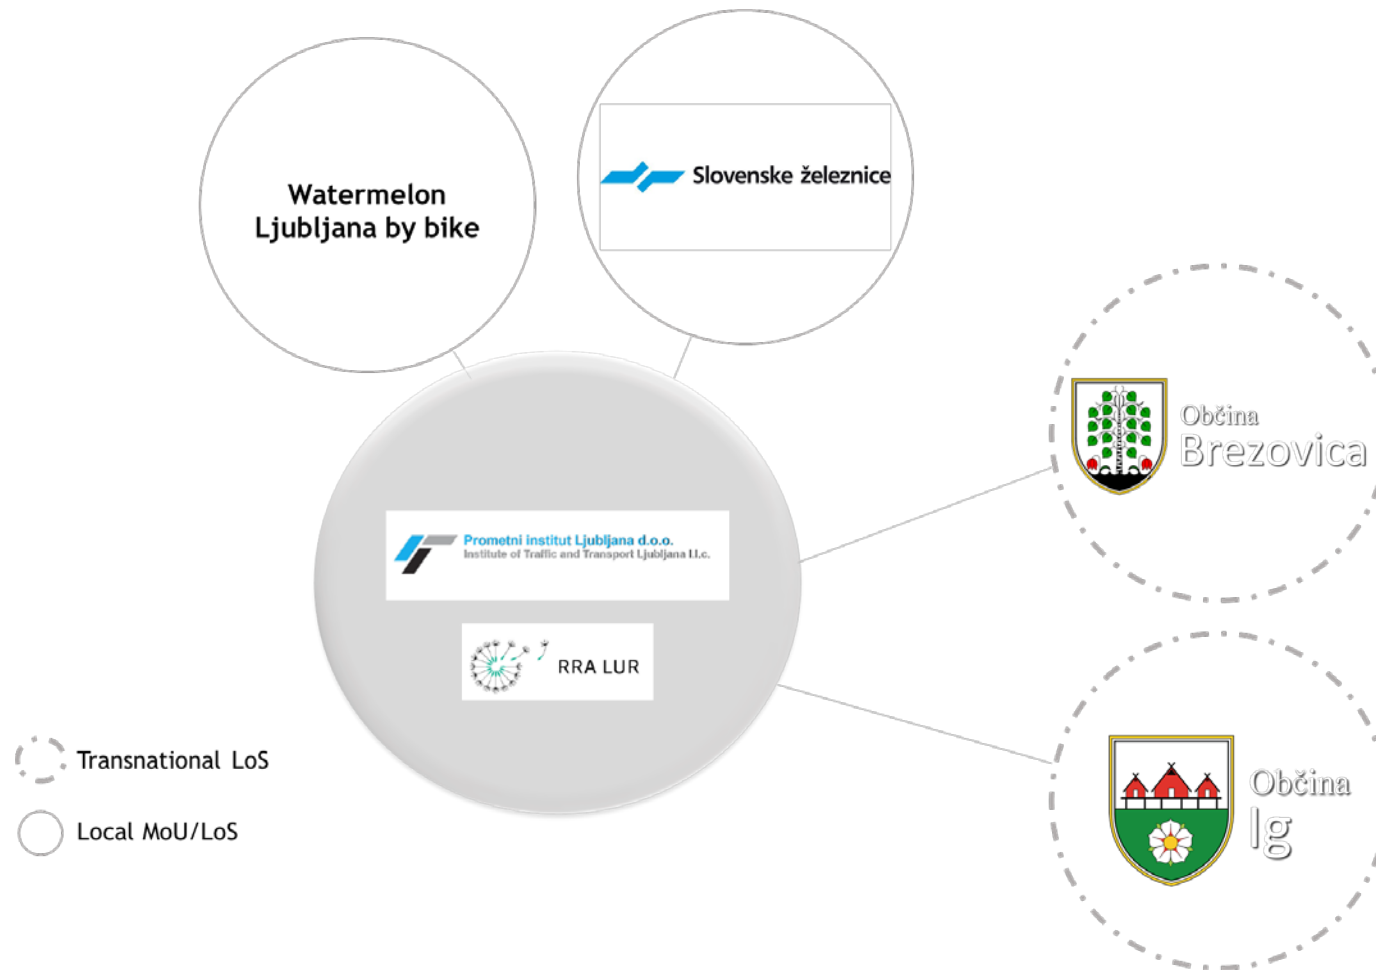 Watermelon
Ljubljana by bike
Slovenske železnice
Občina
Brezovica
Prometni institut Ljubljana d.o.o.
Institute of Traffic and Transport Ljubljana l.l.c.
RRA LUR
Občina
Ig
Transnational LoS
Local MoU/LoS